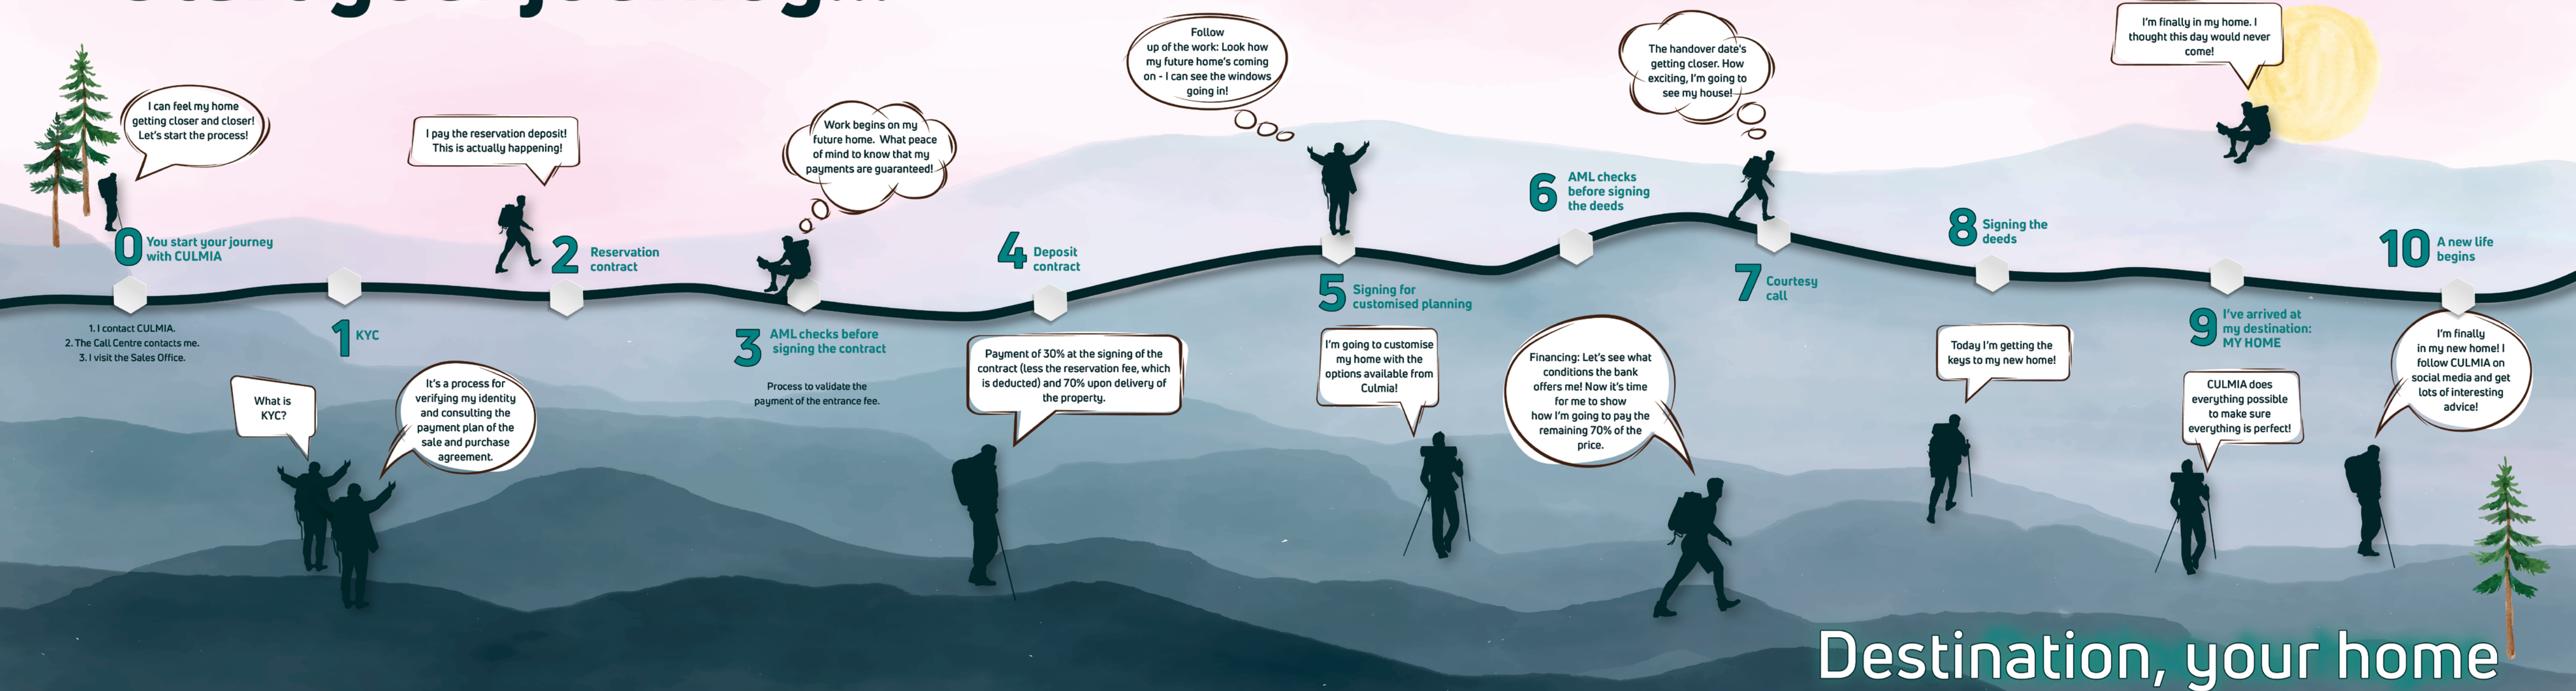 I can feel my home
getting closer and closer!
Let's start the process!
0 You start your journey
with CULMIA
1. I contact CULMIA.
2. The Call Centre contacts me.
3. I visit the Sales Office.
1 KYC
What is
KYC?
It's a process for
verifying my identity
and consulting the
payment plan of the
sale and purchase
agreement.
I pay the reservation deposit!
This is actually happening!
2 Reservation
contract
Work begins on my
future home. What peace
of mind to know that my
payments are guaranteed!
3 AML checks before
signing the contract
Process to validate the
payment of the entrance fee.
4 Deposit
contract
Payment of 30% at the signing of the
contract (less the reservation fee, which
is deducted) and 70% upon delivery of
the property.
Follow
up of the work: Look how
my future home's coming
on - I can see the windows
going in!
5 Signing for
customised planning
I'm going to customise
my home with the
options available from
Culmia!
6 AML checks
before signing
the deeds
Financing: Let's see what
conditions the bank
offers me! Now it's time
for me to show
how I'm going to pay the
remaining 70% of the
price.
The handover date's
getting closer. How
exciting, I'm going to
see my house!
7 Courtesy
call
8 Signing the
deeds
Today I'm getting the
keys to my new home!
I'm finally in my home. I
thought this day would never
come!
9 I've arrived at
my destination:
MY HOME
CULMIA does
everything possible
to make sure
everything is perfect!
10 A new life
begins
I'm finally
in my new home! I
follow CULMIA on
social media and get
lots of interesting
advice!
Destination, your home